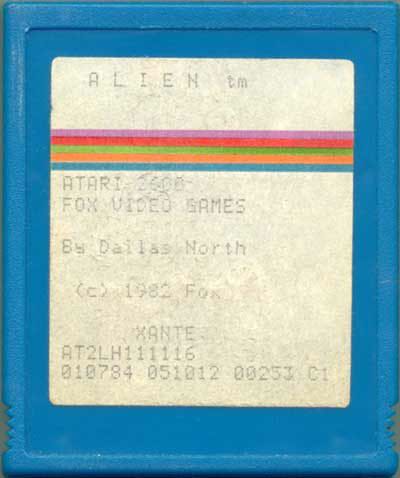 ALIEN tm
ATARI 2600
FOX VIDEO GAMES
By Dallas North
(c) 1982 Fox
XANTE
AT2LH111116
010784 051012 00253 C1